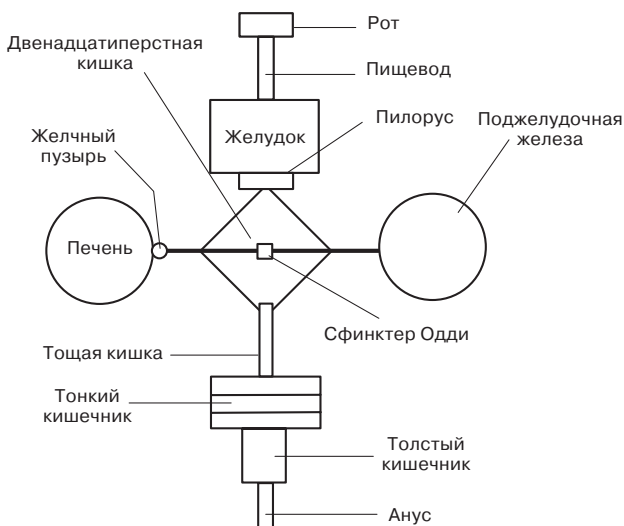 Рот
Двенадцатиперстная
кишка
Пищевод
Пилорус
Поджелудочная
железа
Желчный
пузырь
Желудок
Печень
Сфинктер Одди
Тощая кишка
Тонкий
кишечник
Толстый
кишечник
Анус